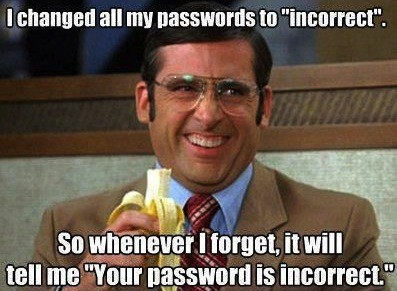 I changed all my passwords to "incorrect".
So whenever I forget, it will
tell me "Your password is incorrect."